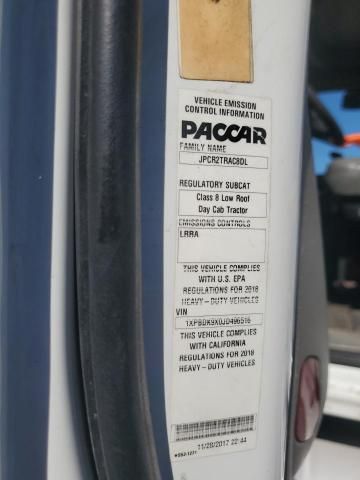 VEHICLE EMISSION
CONTROL INFORMATION
PACCAR
FAMILY NAME
JPCR2TRAC8DL
REGULATORY SUBCAT
Class 8 Low Roof
Day Cab Tractor
EMISSIONS CONTROLS
LRRA
THIS VEHICLE COMPLIES
WITH U.S. EPA
REGULATIONS FOR 2018
HEAVY-DUTY VEHICLES
VIN
1XPBDK9X0JD496516
THIS VEHICLE COMPLIES
WITH CALIFORNIA
REGULATIONS FOR 2018
HEAVY-DUTY VEHICLES
11/28/2017 22:44